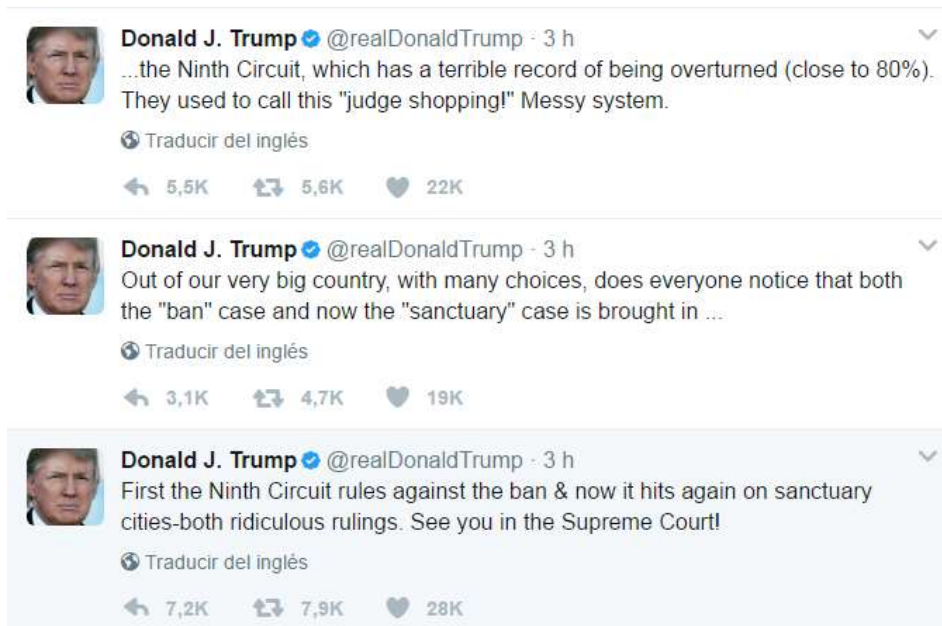 Donald J. Trump @realDonaldTrump · 3 h
...the Ninth Circuit, which has a terrible record of being overturned (close to 80%).
They used to call this "judge shopping!" Messy system.
Traducir del inglés
5,5K 5,6K 22K
Donald J. Trump @realDonaldTrump · 3 h
Out of our very big country, with many choices, does everyone notice that both
the "ban" case and now the "sanctuary" case is brought in ...
Traducir del inglés
3,1K 4,7K 19K
Donald J. Trump @realDonaldTrump · 3 h
First the Ninth Circuit rules against the ban & now it hits again on sanctuary
cities-both ridiculous rulings. See you in the Supreme Court!
Traducir del inglés
7,2K 7,9K 28K